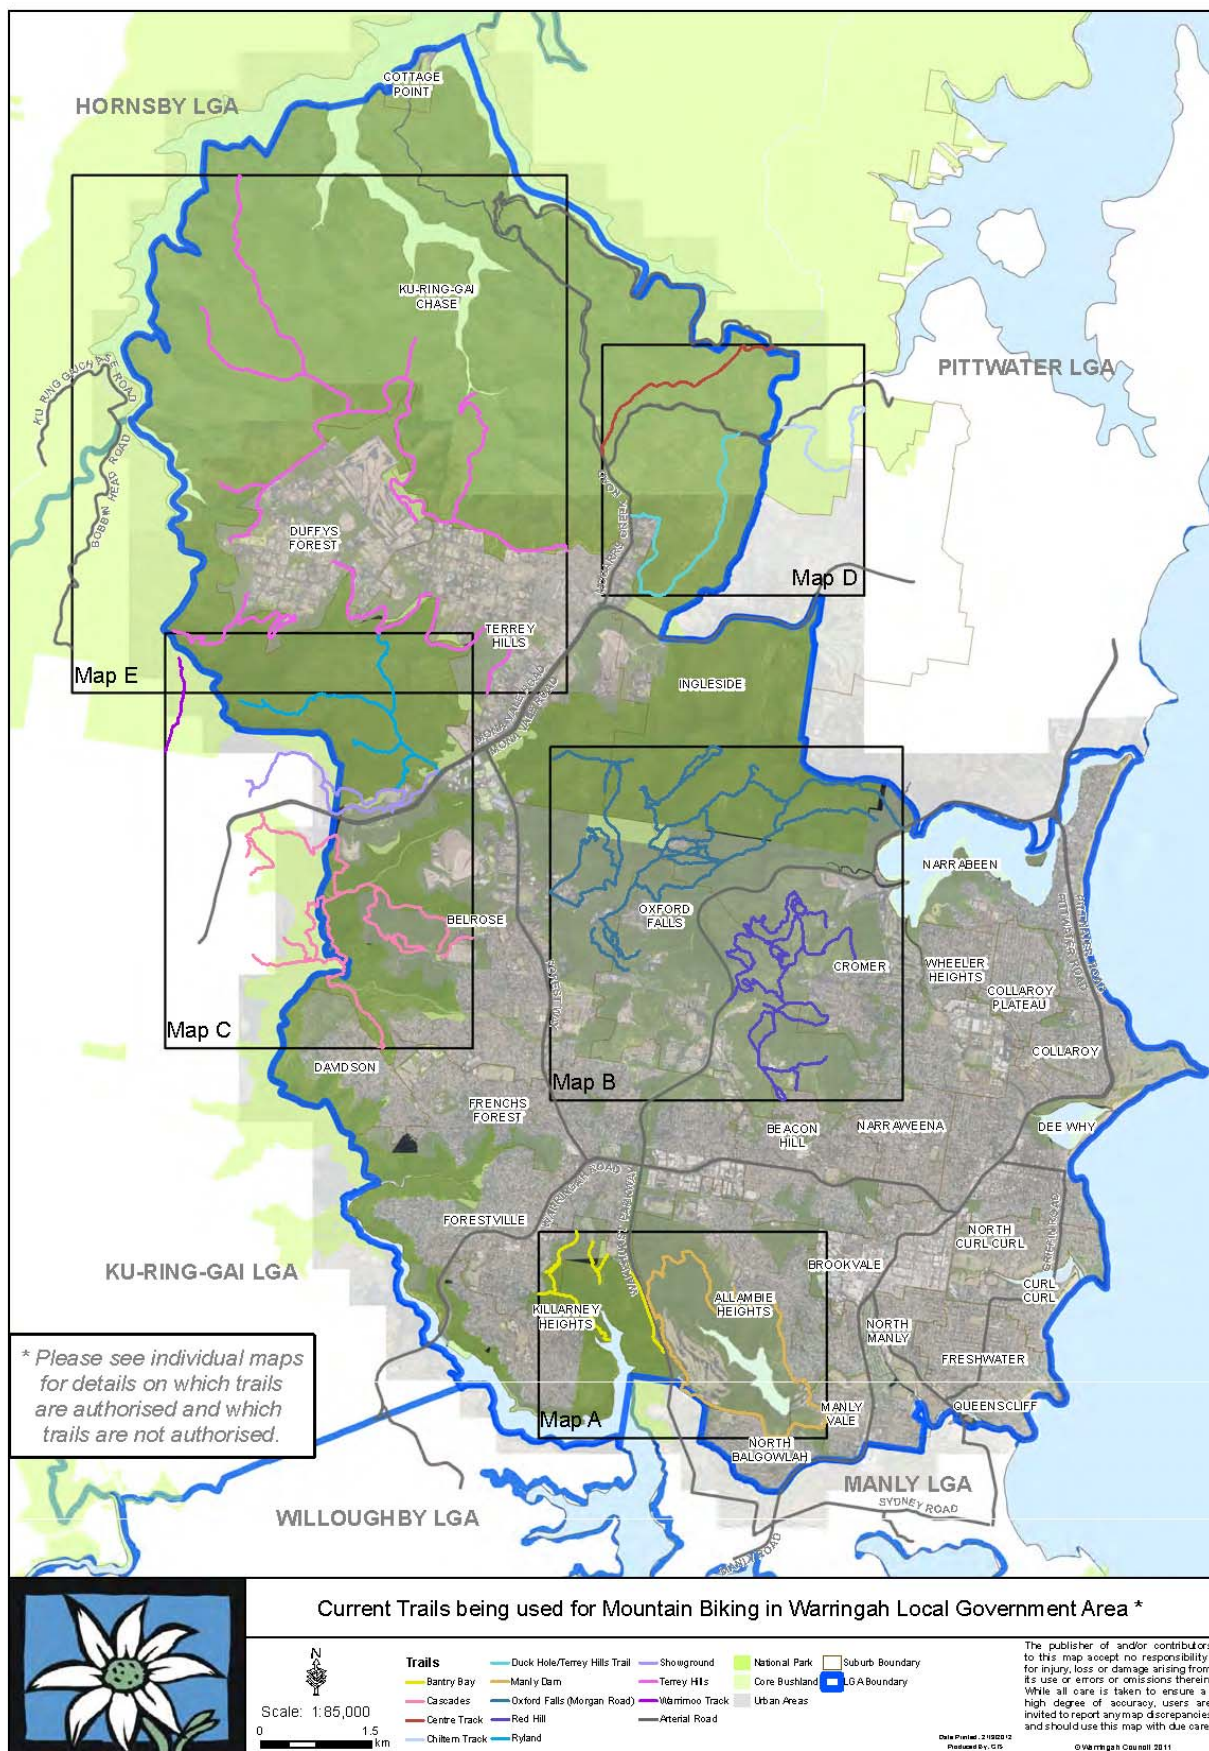 COTTAGE
POINT
HORNSBY LGA
KU-RING-GAI
CHASE
PITTWATER LGA
KU RING GAI CHASE ROAD
BOBBIN HEAD ROAD
DUFFYS
FOREST
Map D
TERREY
HILLS
Map E
INGLESIDE
MONA VALE ROAD
MONA VALE ROAD
NARRABEEN
BELROSE
OXFORD
FALLS
CROMER
WHEELER
HEIGHTS
COLLAROY
PLATEAU
PITTWATER ROAD
FOREST WAY
Map C
COLLAROY
DAVIDSON
Map B
FRENCHS
FOREST
BEACON
HILL
NARRAWEENA
DEE WHY
WARRINGAH ROAD
FORESTVILLE
NORTH
CURL CURL
GRIFFIN ROAD
KU-RING-GAI LGA
BROOKVALE
CURL
CURL
KILLARNEY
HEIGHTS
ALLAMBIE
HEIGHTS
NORTH
MANLY
FRESHWATER
* Please see individual maps
for details on which trails
are authorised and which
trails are not authorised.
QUEENSCLIFF
Map A
MANLY
VALE
NORTH
BALGOWLAH
MANLY LGA
SYDNEY ROAD
WILLOUGHBY LGA
MANLY ROAD
Current Trails being used for Mountain Biking in Warringah Local Government Area *
N
Scale: 1:85,000
0 1.5
km
Trails
Bantry Bay
Cascades
Centre Track
Chiltern Track
Duck Hole/Terrey Hills Trail
Manly Dam
Oxford Falls (Morgan Road)
Red Hill
Ryland
Showground
Terrey Hills
Warrimoo Track
Arterial Road
National Park
Core Bushland
Urban Areas
Suburb Boundary
LGA Boundary
The publisher of and/or contributors
to this map accept no responsibility
for injury, loss or damage arising from
its use or errors or omissions therein.
While all care is taken to ensure a
high degree of accuracy, users are
invited to report any map discrepancies
and should use this map with due care.
© Warringah Council 2011